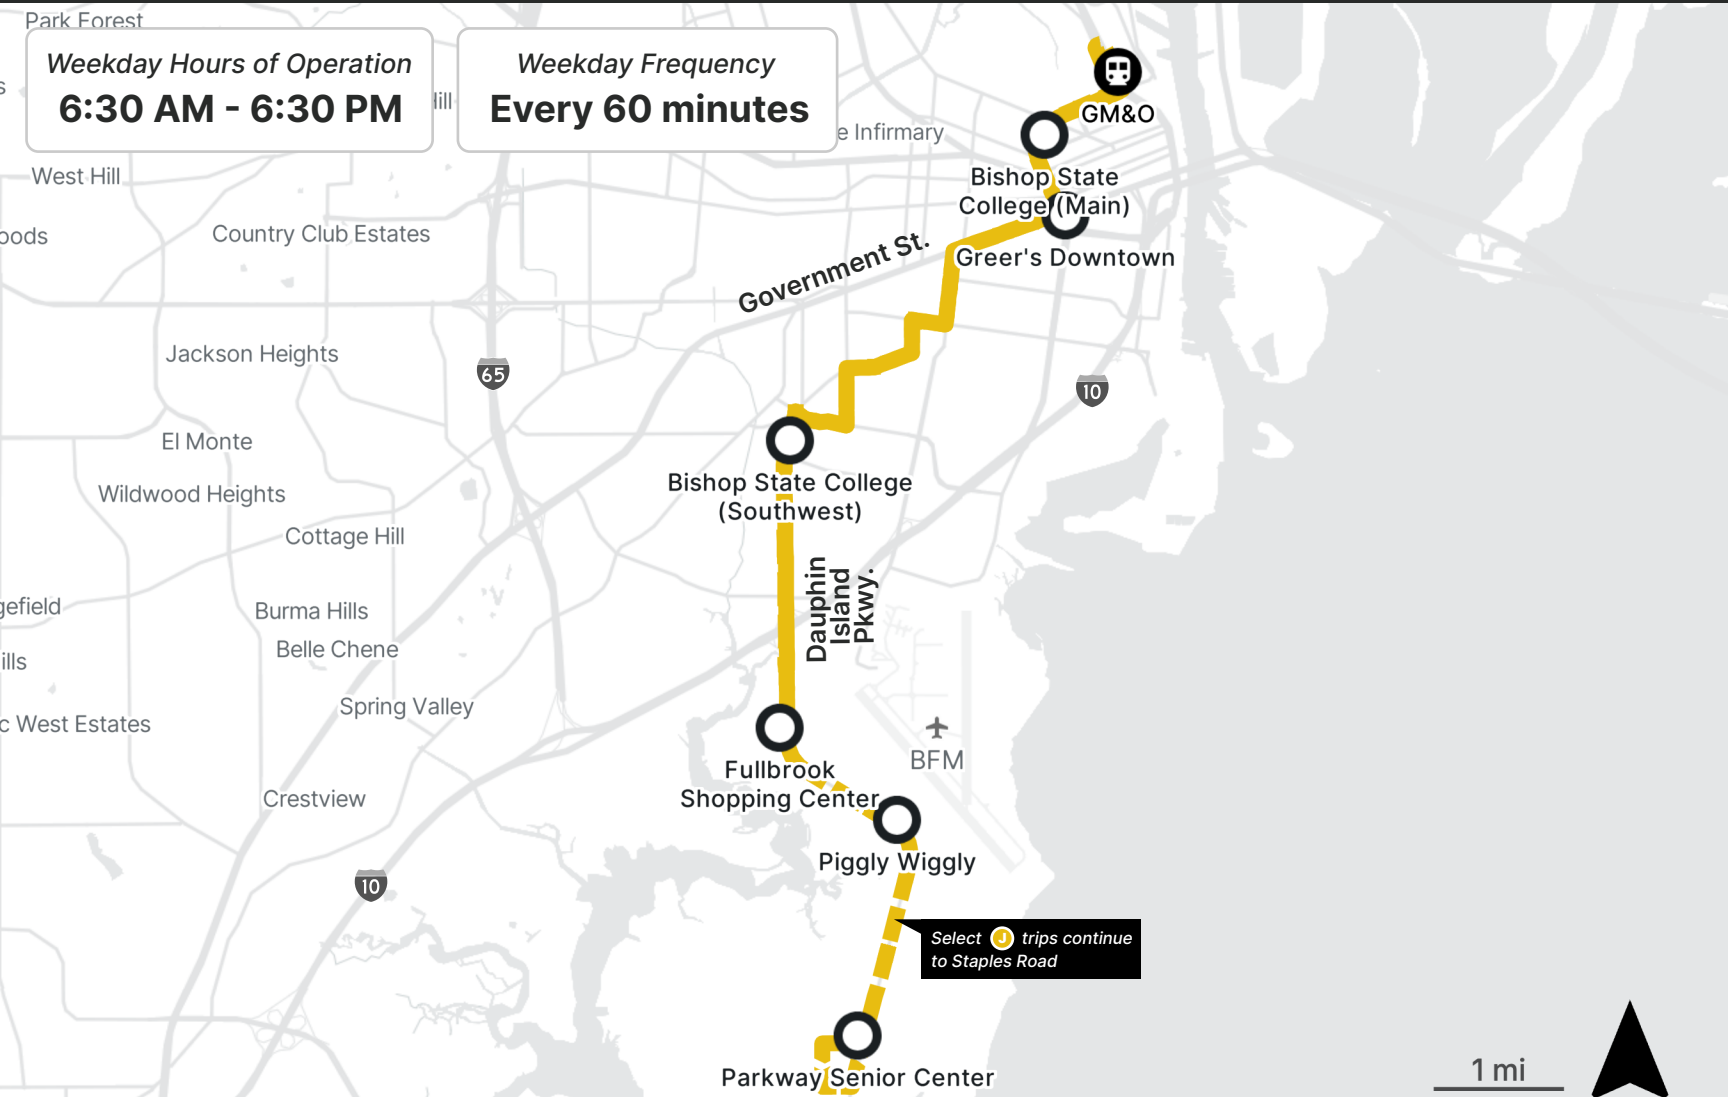 Park Forest
Weekday Hours of Operation
6:30 AM - 6:30 PM
Weekday Frequency
Every 60 minutes
GM&O
Bishop State
College (Main)
Greer's Downtown
Government St.
e Infirmary
West Hill
Country Club Estates
Jackson Heights
65
10
El Monte
Wildwood Heights
Cottage Hill
Bishop State College
(Southwest)
Dauphin
Island
Pkwy.
gefield
Burma Hills
Belle Chene
ills
Spring Valley
c West Estates
BFM
Fullbrook
Shopping Center
Crestview
Piggly Wiggly
10
Select J trips continue
to Staples Road
Parkway Senior Center
1 mi